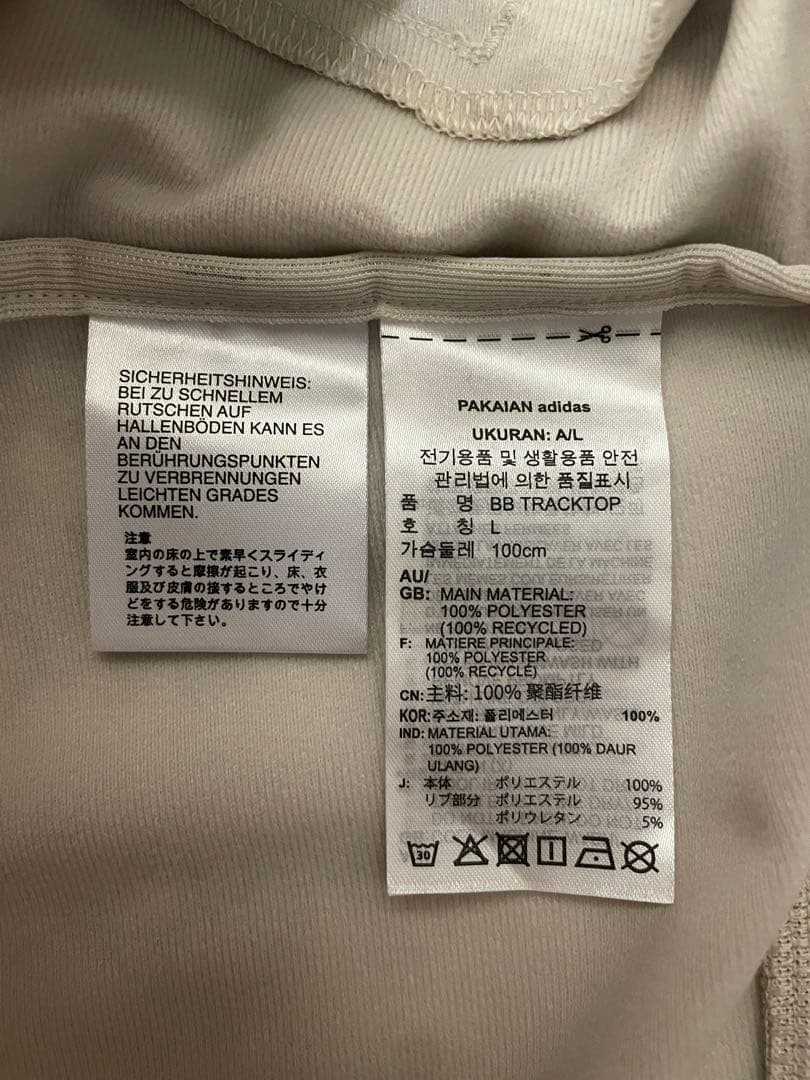 SICHERHEITSHINWEIS:
BEI ZU SCHNELLEM
RUTSCHEN AUF
HALLENBÖDEN KANN ES
AN DEN
BERÜHRUNGSPUNKTEN
ZU VERBRENNUNGEN
LEICHTEN GRADES
KOMMEN.
注意
室内の床の上で素早くスライディ
ングすると摩擦が起こり、床、衣
服及び皮膚の接するところでやけ
どをする危険がありますので十分
注意して下さい。
PAKAIAN adidas
UKURAN: A/L
전기용품 및 생활용품 안전
관리법에 의한 품질표시
품 명 BB TRACKTOP
호 칭 L
가슴둘레 100cm
AU/
GB: MAIN MATERIAL:
100% POLYESTER
(100% RECYCLED)
F: MATIERE PRINCIPALE:
100% POLYESTER
(100% RECYCLÉ)
CN: 主料: 100% 聚酯纤维
KOR: 주소재: 폴리에스터 100%
IND: MATERIAL UTAMA:
100% POLYESTER (100% DAUR
ULANG)
J: 本体 ポリエステル 100%
リブ部分 ポリエステル 95%
ポリウレタン 5%
30